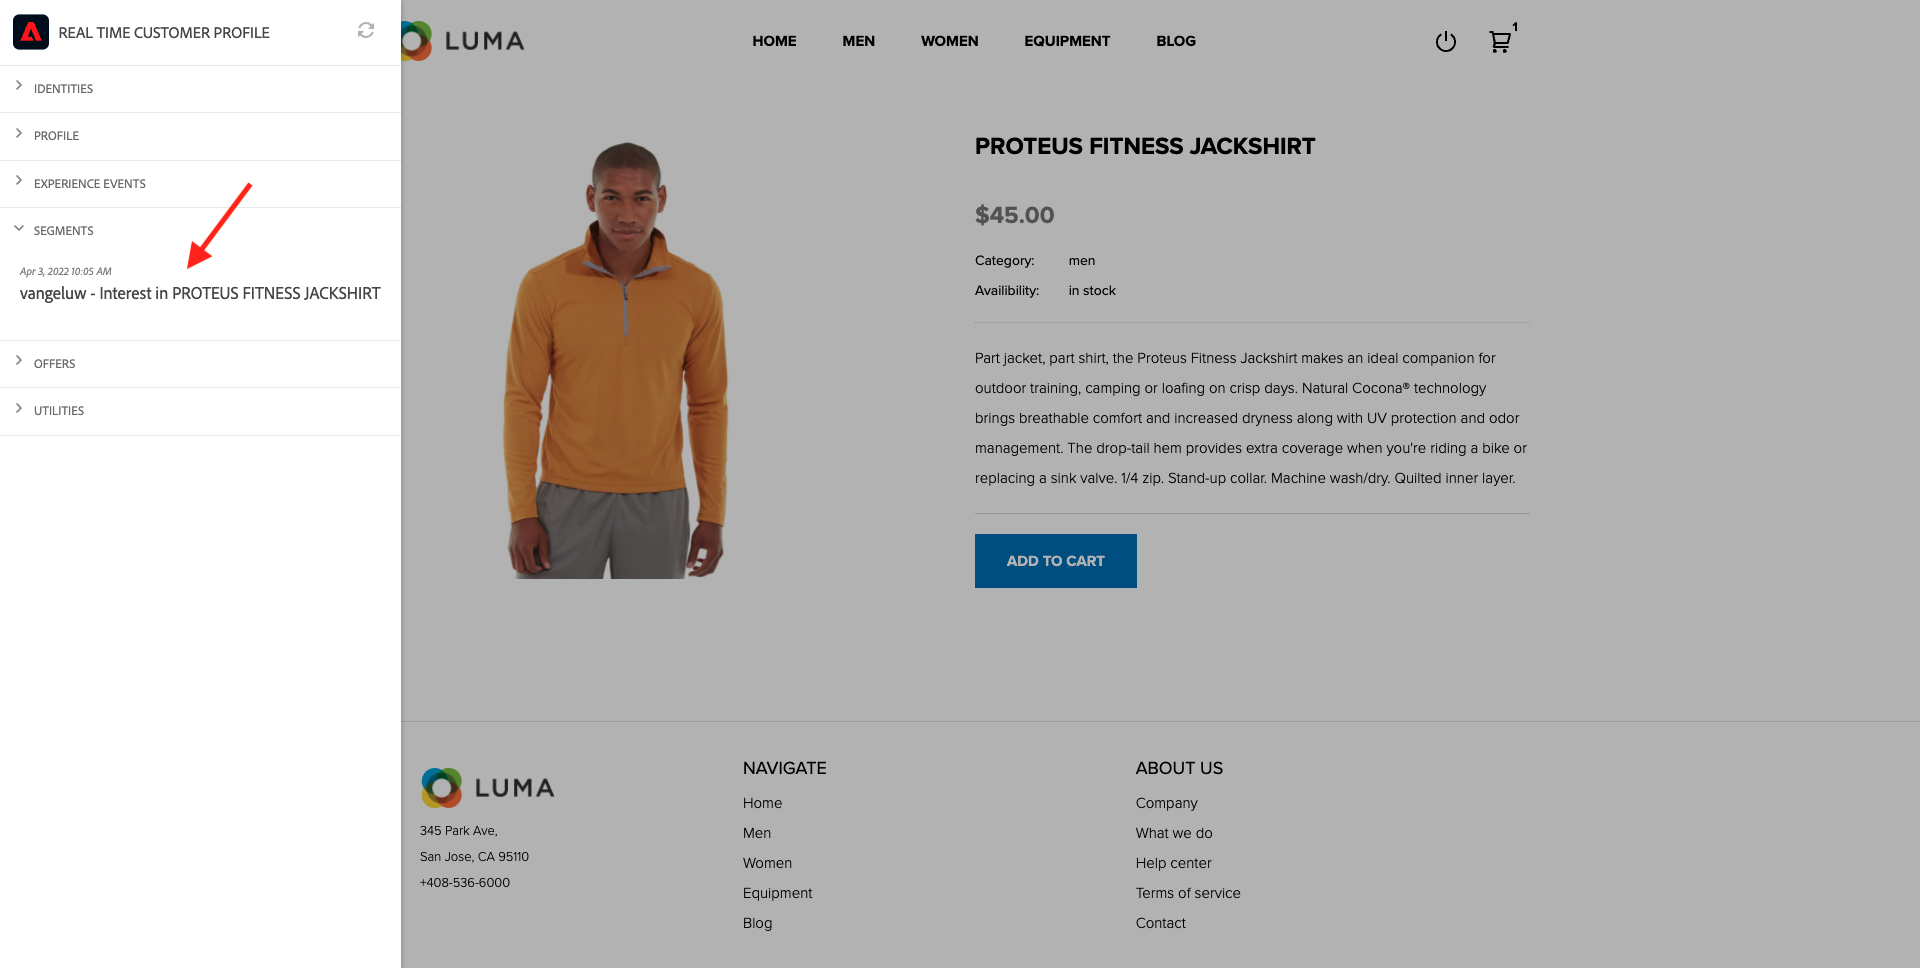 REAL TIME CUSTOMER PROFILE
IDENTITIES
PROFILE
EXPERIENCE EVENTS
SEGMENTS
Apr 3, 2022 10:05 AM
vangeluw - Interest in PROTEUS FITNESS JACKSHIRT
OFFERS
UTILITIES
LUMA
HOME
MEN
WOMEN
EQUIPMENT
BLOG
1
PROTEUS FITNESS JACKSHIRT
$45.00
Category: men
Availibility: in stock
Part jacket, part shirt, the Proteus Fitness Jackshirt makes an ideal companion for
outdoor training, camping or loafing on crisp days. Natural Cocona® technology
brings breathable comfort and increased dryness along with UV protection and odor
management. The drop-tail hem provides extra coverage when you're riding a bike or
replacing a sink valve. 1/4 zip. Stand-up collar. Machine wash/dry. Quilted inner layer.
ADD TO CART
LUMA
345 Park Ave,
San Jose, CA 95110
+408-536-6000
NAVIGATE
Home
Men
Women
Equipment
Blog
ABOUT US
Company
What we do
Help center
Terms of service
Contact